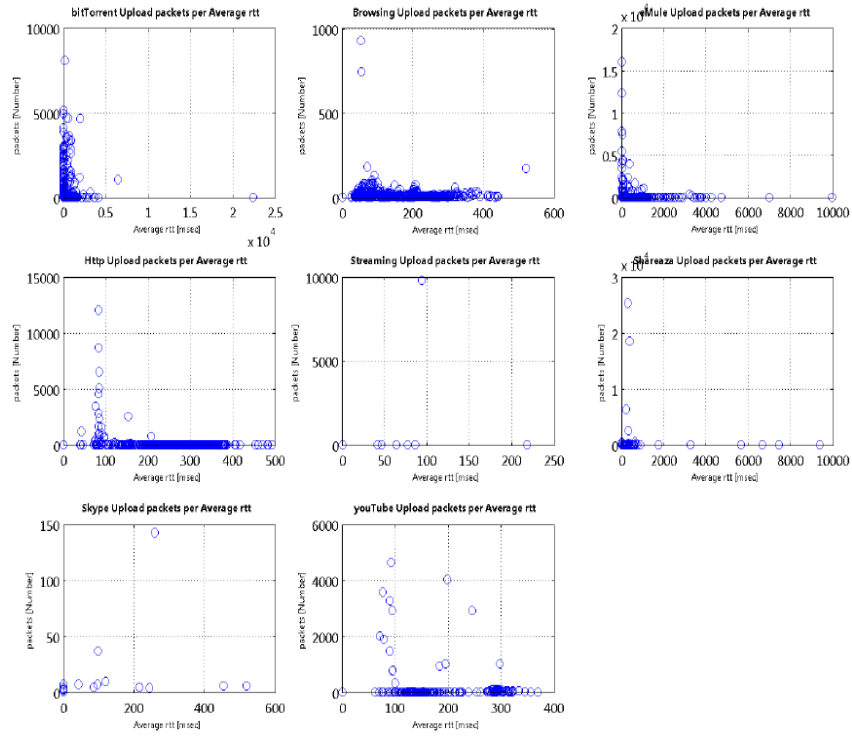 bitTorrent Upload packets per Average rtt
10000
5000
0
packets [Number]
0 0.5 1 1.5 2 2.5
Average rtt [msec]
x 10^4
Browsing Upload packets per Average rtt
1000
500
0
packets [Number]
0 200 400 600
Average rtt [msec]
x 10^4
eMule Upload packets per Average rtt
2
1.5
1
0.5
0
packets [Number]
0 2000 4000 6000 8000 10000
Average rtt [msec]
Http Upload packets per Average rtt
15000
10000
5000
0
packets [Number]
0 100 200 300 400 500
Average rtt [msec]
Streaming Upload packets per Average rtt
10000
5000
0
packets [Number]
0 50 100 150 200 250
Average rtt [msec]
x 10^4
Shareaza Upload packets per Average rtt
3
2
1
0
packets [Number]
0 2000 4000 6000 8000 10000
Average rtt [msec]
Skype Upload packets per Average rtt
150
100
50
0
packets [Number]
0 200 400 600
Average rtt [msec]
youTube Upload packets per Average rtt
6000
4000
2000
0
packets [Number]
0 100 200 300 400
Average rtt [msec]